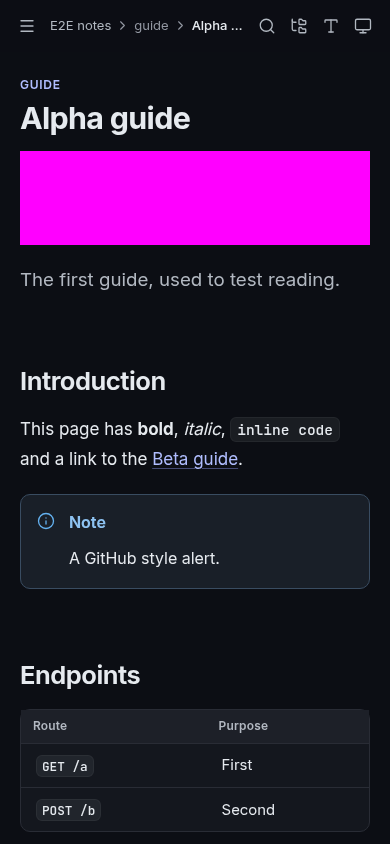 E2E notes > guide > Alpha ...
GUIDE
Alpha guide
The first guide, used to test reading.
Introduction
This page has bold, italic, inline code
and a link to the Beta guide.
Note
A GitHub style alert.
Endpoints
Route Purpose
GET /a First
POST /b Second